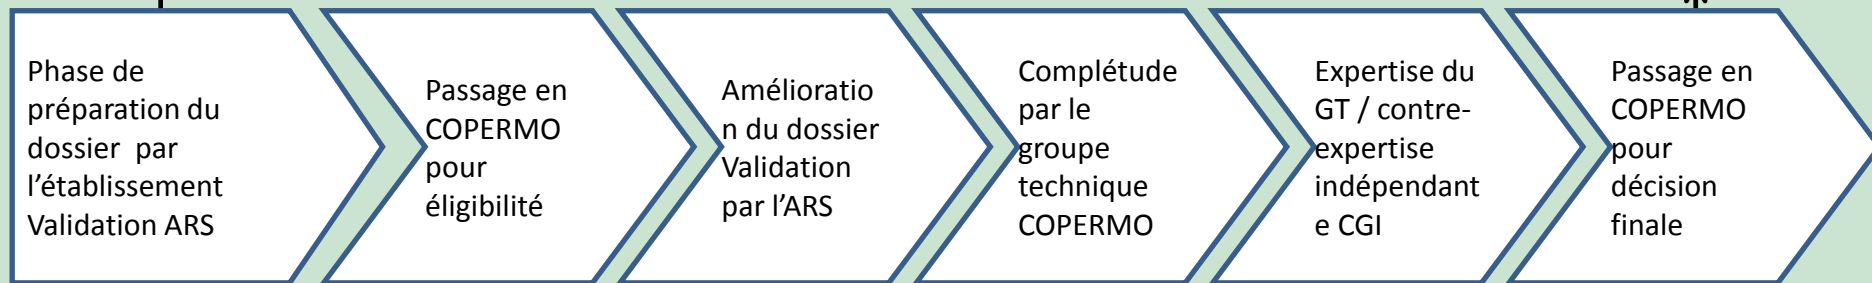 Phase de
préparation du
dossier par
l'établissement
Validation ARS
Passage en
COPERMO
pour
éligibilité
Amélioratio
n du dossier
Validation
par l'ARS
Complétude
par le
groupe
technique
COPERMO
Expertise du
GT / contre-
expertise
indépendant
e CGI
Passage en
COPERMO
pour
décision
finale